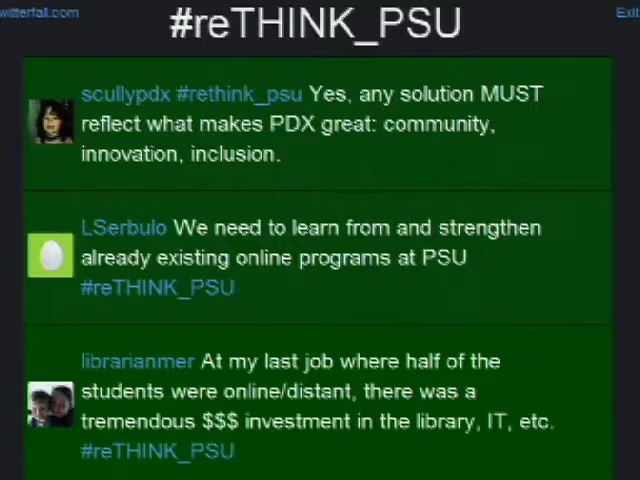 witterfall.com
#reTHINK_PSU
Exit
scullypdx #rethink_psu Yes, any solution MUST
reflect what makes PDX great: community,
innovation, inclusion.
LSerbulo We need to learn from and strengthen
already existing online programs at PSU
#reTHINK_PSU
librarianmer At my last job where half of the
students were online/distant, there was a
tremendous $$$ investment in the library, IT, etc.
#reTHINK_PSU